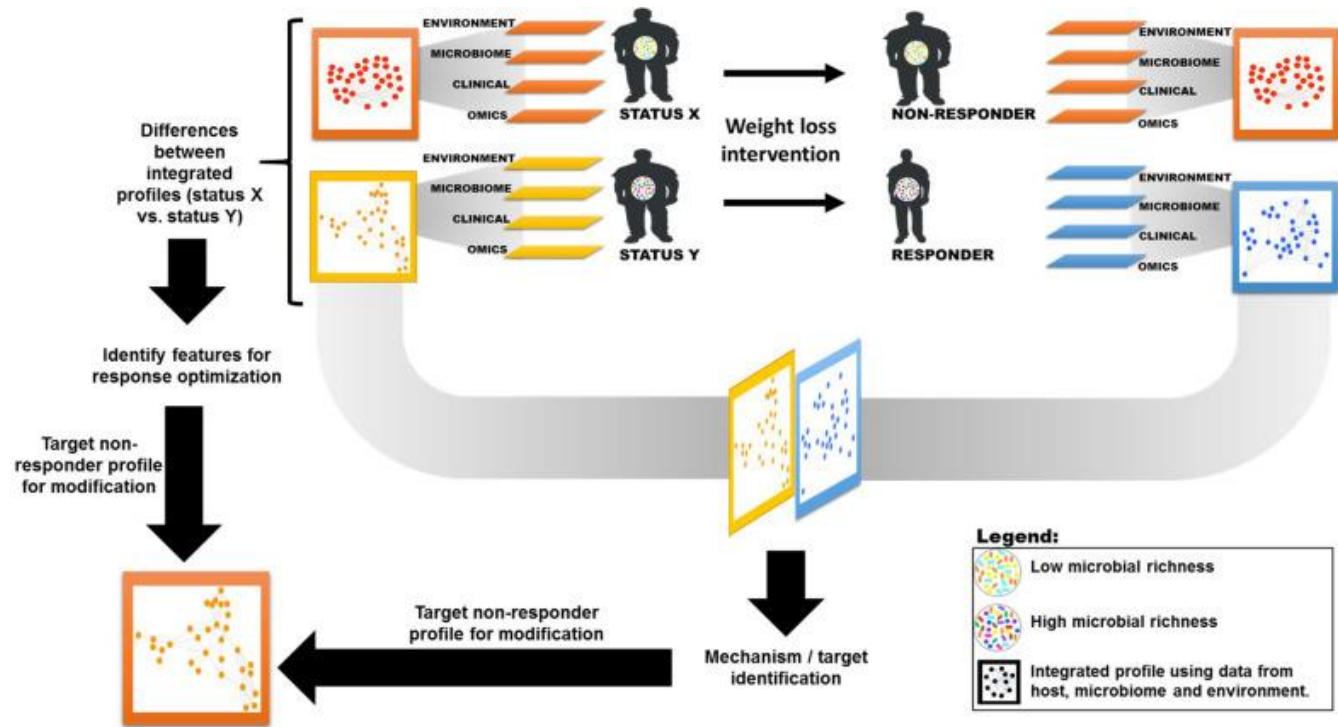 ENVIRONMENT
MICROBIOME
CLINICAL
OMICS
STATUS X
Weight loss
intervention
NON-RESPONDER
ENVIRONMENT
MICROBIOME
CLINICAL
OMICS
Differences
between
integrated
profiles (status X
vs. status Y)
ENVIRONMENT
MICROBIOME
CLINICAL
OMICS
STATUS Y
RESPONDER
ENVIRONMENT
MICROBIOME
CLINICAL
OMICS
Identify features for
response optimization
Target non-
responder profile
for modification
Target non-responder
profile for modification
Mechanism / target
identification
Legend:
Low microbial richness
High microbial richness
Integrated profile using data from
host, microbiome and environment.